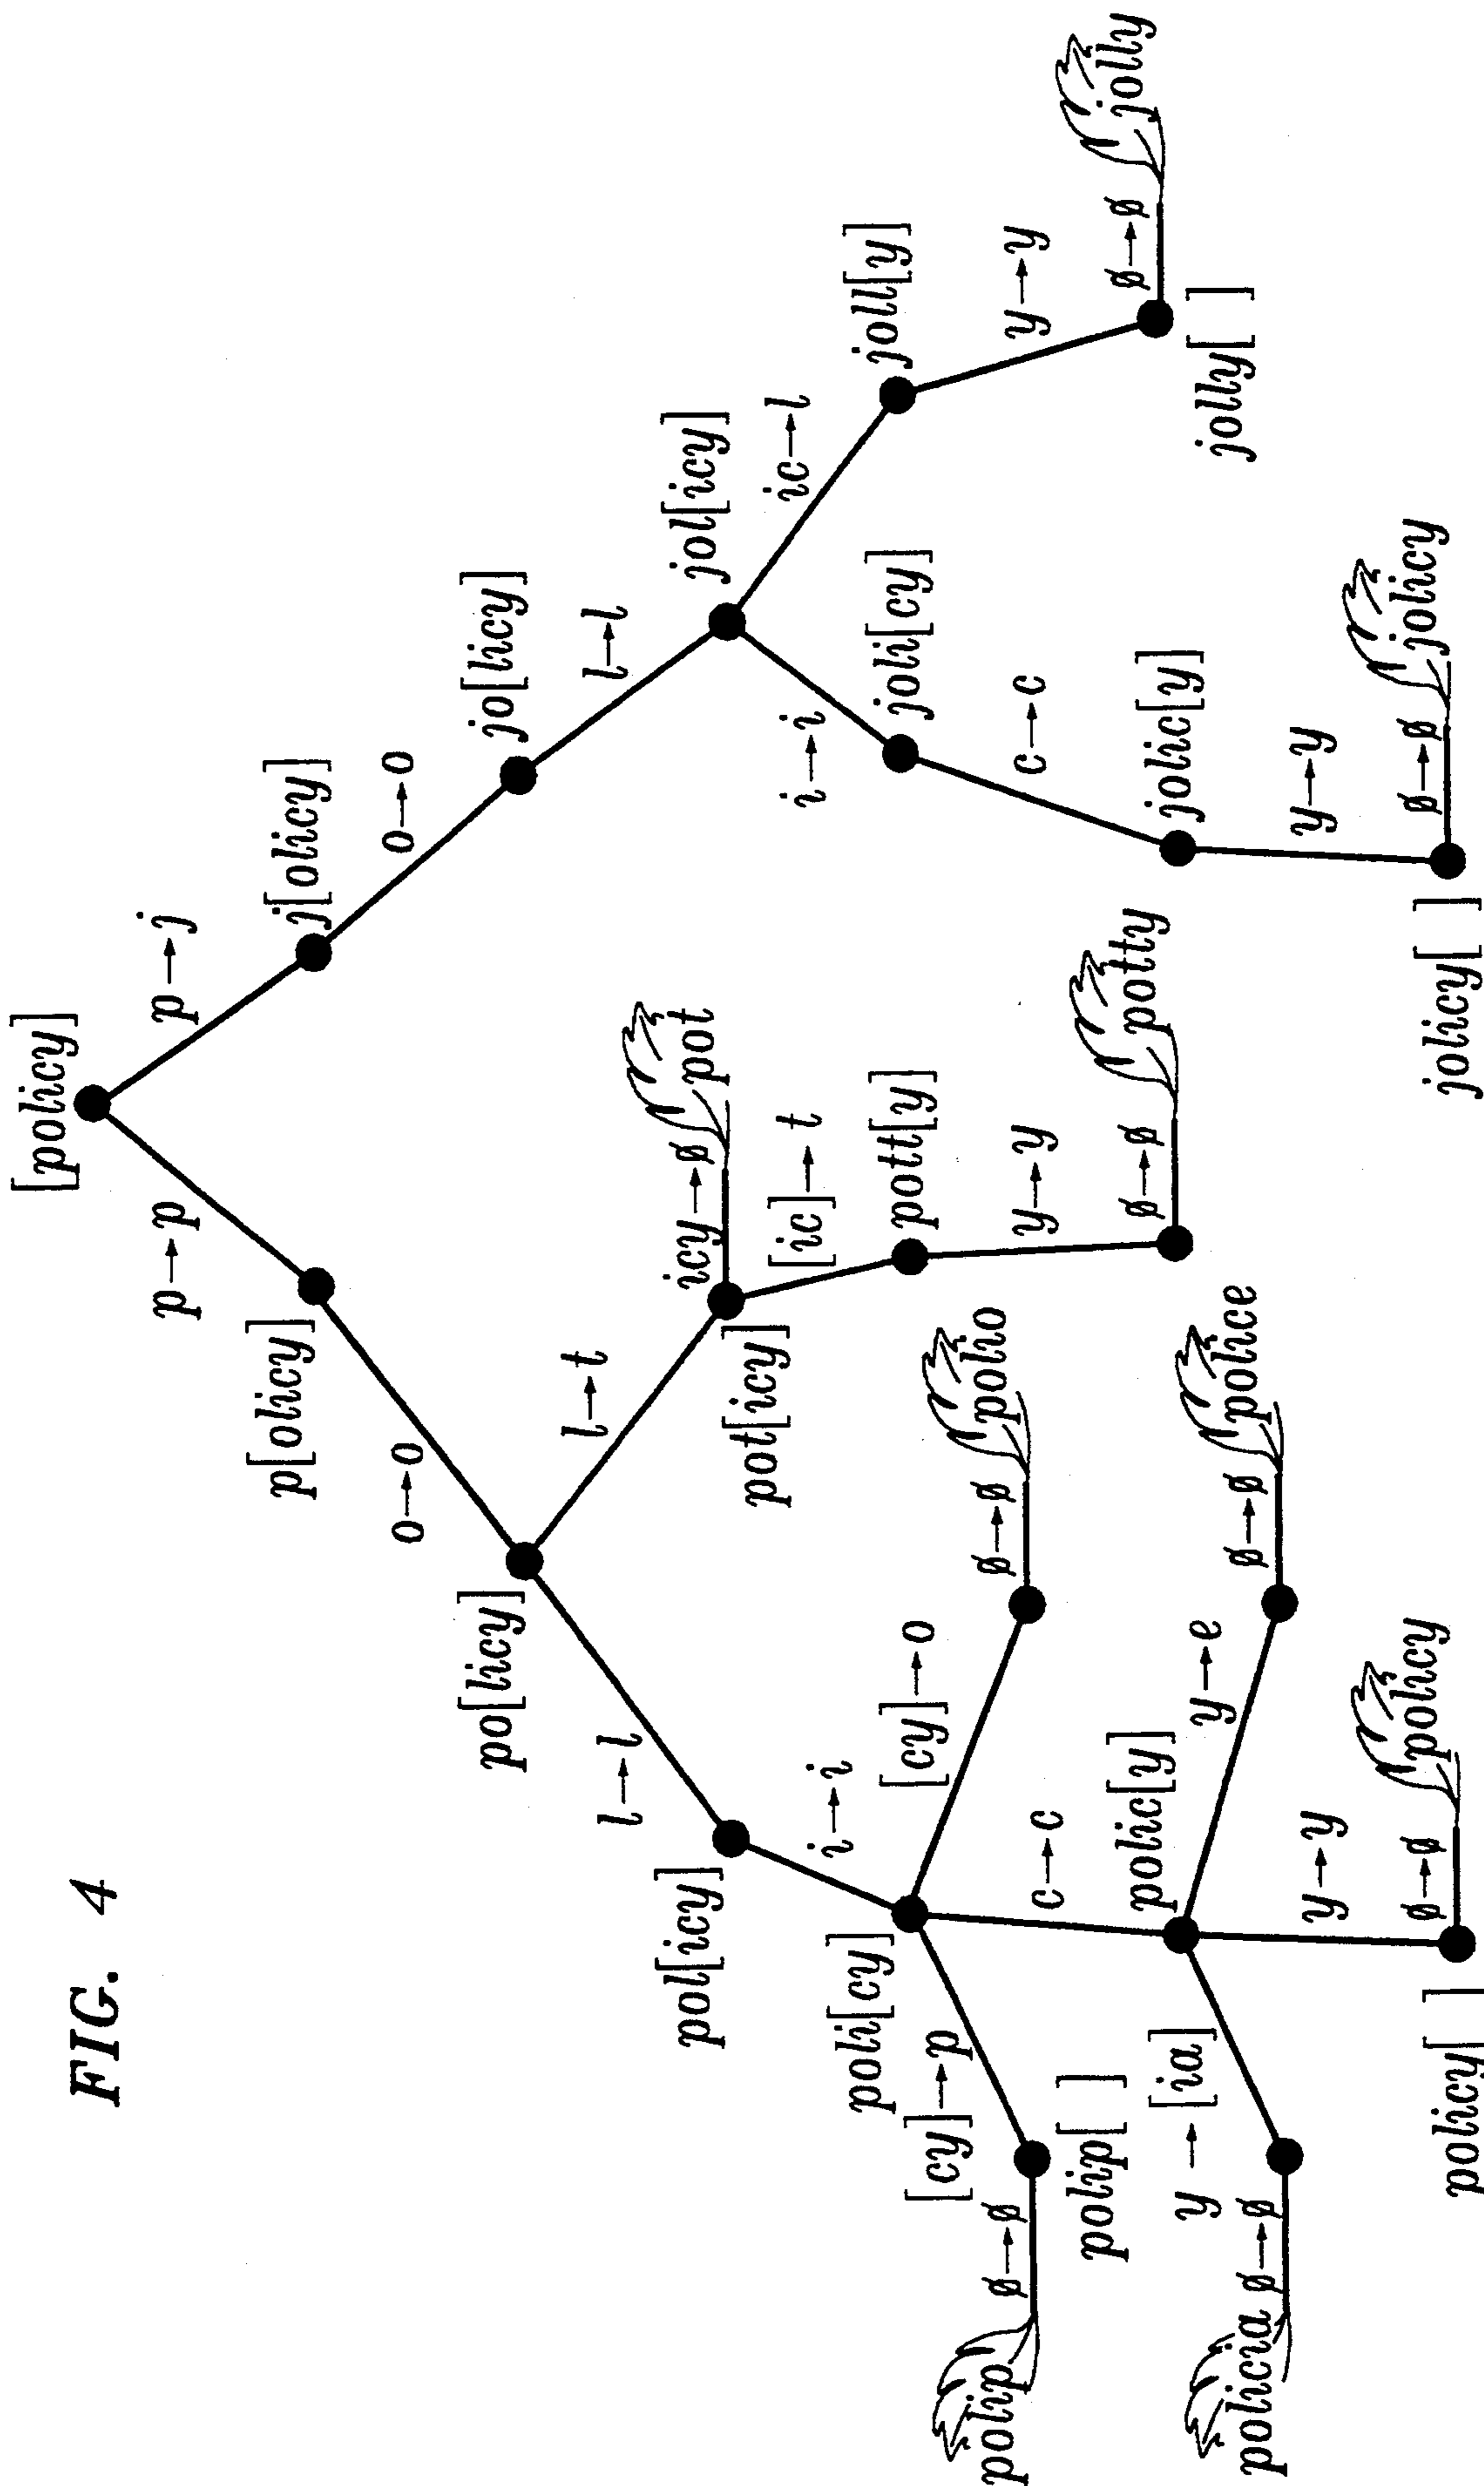 FIG. 4
[policy]
p→p
p→j
p[olicy]
j[olicy]
o→o
o→o
po[licy]
jo[licy]
l→l
l→t
l→l
pol[icy]
pot[icy]
icy→ø
pot
jol[icy]
i→i
[ic]→t
i→i
ic→l
poli[cy]
pott[y]
joli[cy]
joll[y]
[cy]→p
c→c
[cy]→o
y→y
c→c
y→y
polip
ø→ø
polip[ ]
ø→ø
polio
ø→ø
potty
jolic[y]
jolly[ ]
ø→ø
jolly
y→[ia]
polic[y]
y→e
y→y
policia
ø→ø
y→y
ø→ø
police
policy[ ]
ø→ø
policy
jolicy[ ]
ø→ø
jolicy